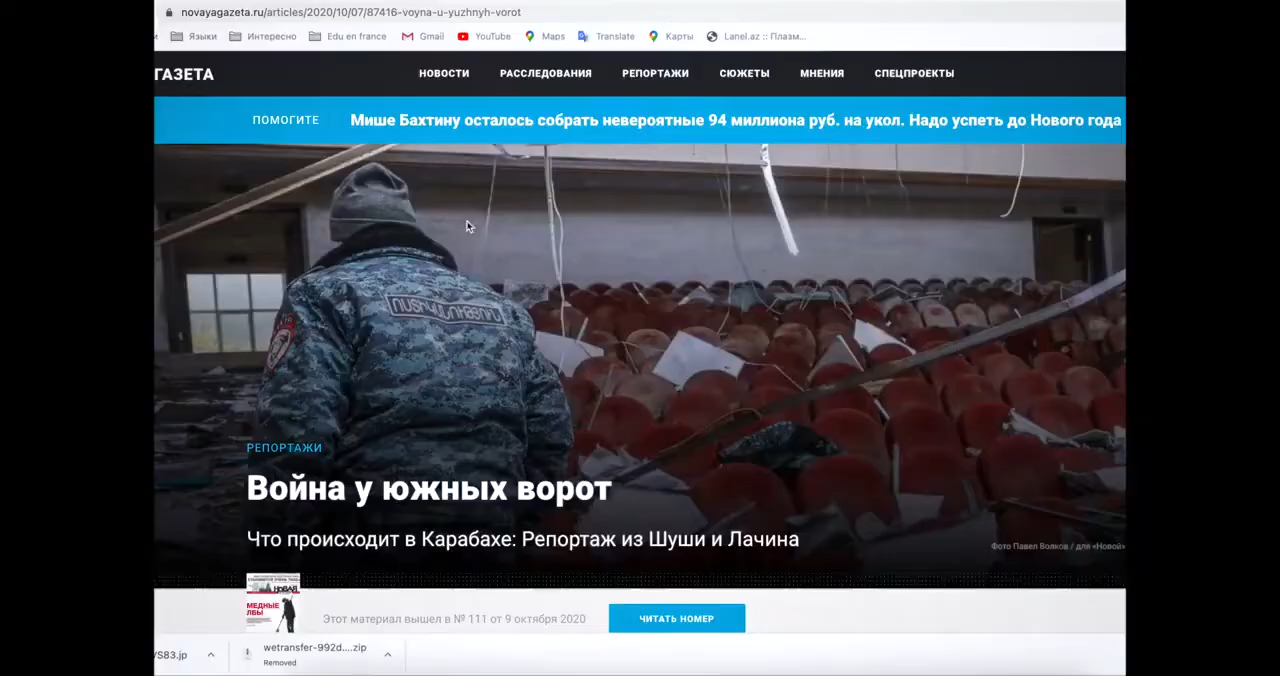 novayagazeta.ru/articles/2020/10/07/87416-voyna-u-yuzhnyh-vorot
и Языки Интересно Edu en france Gmail YouTube Maps Translate Карты Lanel.az :: Плазм...
ГАЗЕТА НОВОСТИ РАССЛЕДОВАНИЯ РЕПОРТАЖИ СЮЖЕТЫ МНЕНИЯ СПЕЦПРОЕКТЫ
ПОМОГИТЕ Мише Бахтину осталось собрать невероятные 94 миллиона руб. на укол. Надо успеть до Нового года
ՈՍՏԻԿԱՆՈՒԹՅՈՒՆ
РЕПОРТАЖИ
Война у южных ворот
Что происходит в Карабахе: Репортаж из Шуши и Лачина
Фото Павел Волков / для «Новой»
НОВАЯ
МЕДНЫЕ
ЛБЫ
Этот материал вышел в № 111 от 9 октября 2020 ЧИТАТЬ НОМЕР
/S83.jp wetransfer-992d....zip
Removed